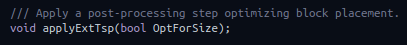 /// Apply a post-processing step optimizing block placement.
void applyExtTsp(bool OptForSize);